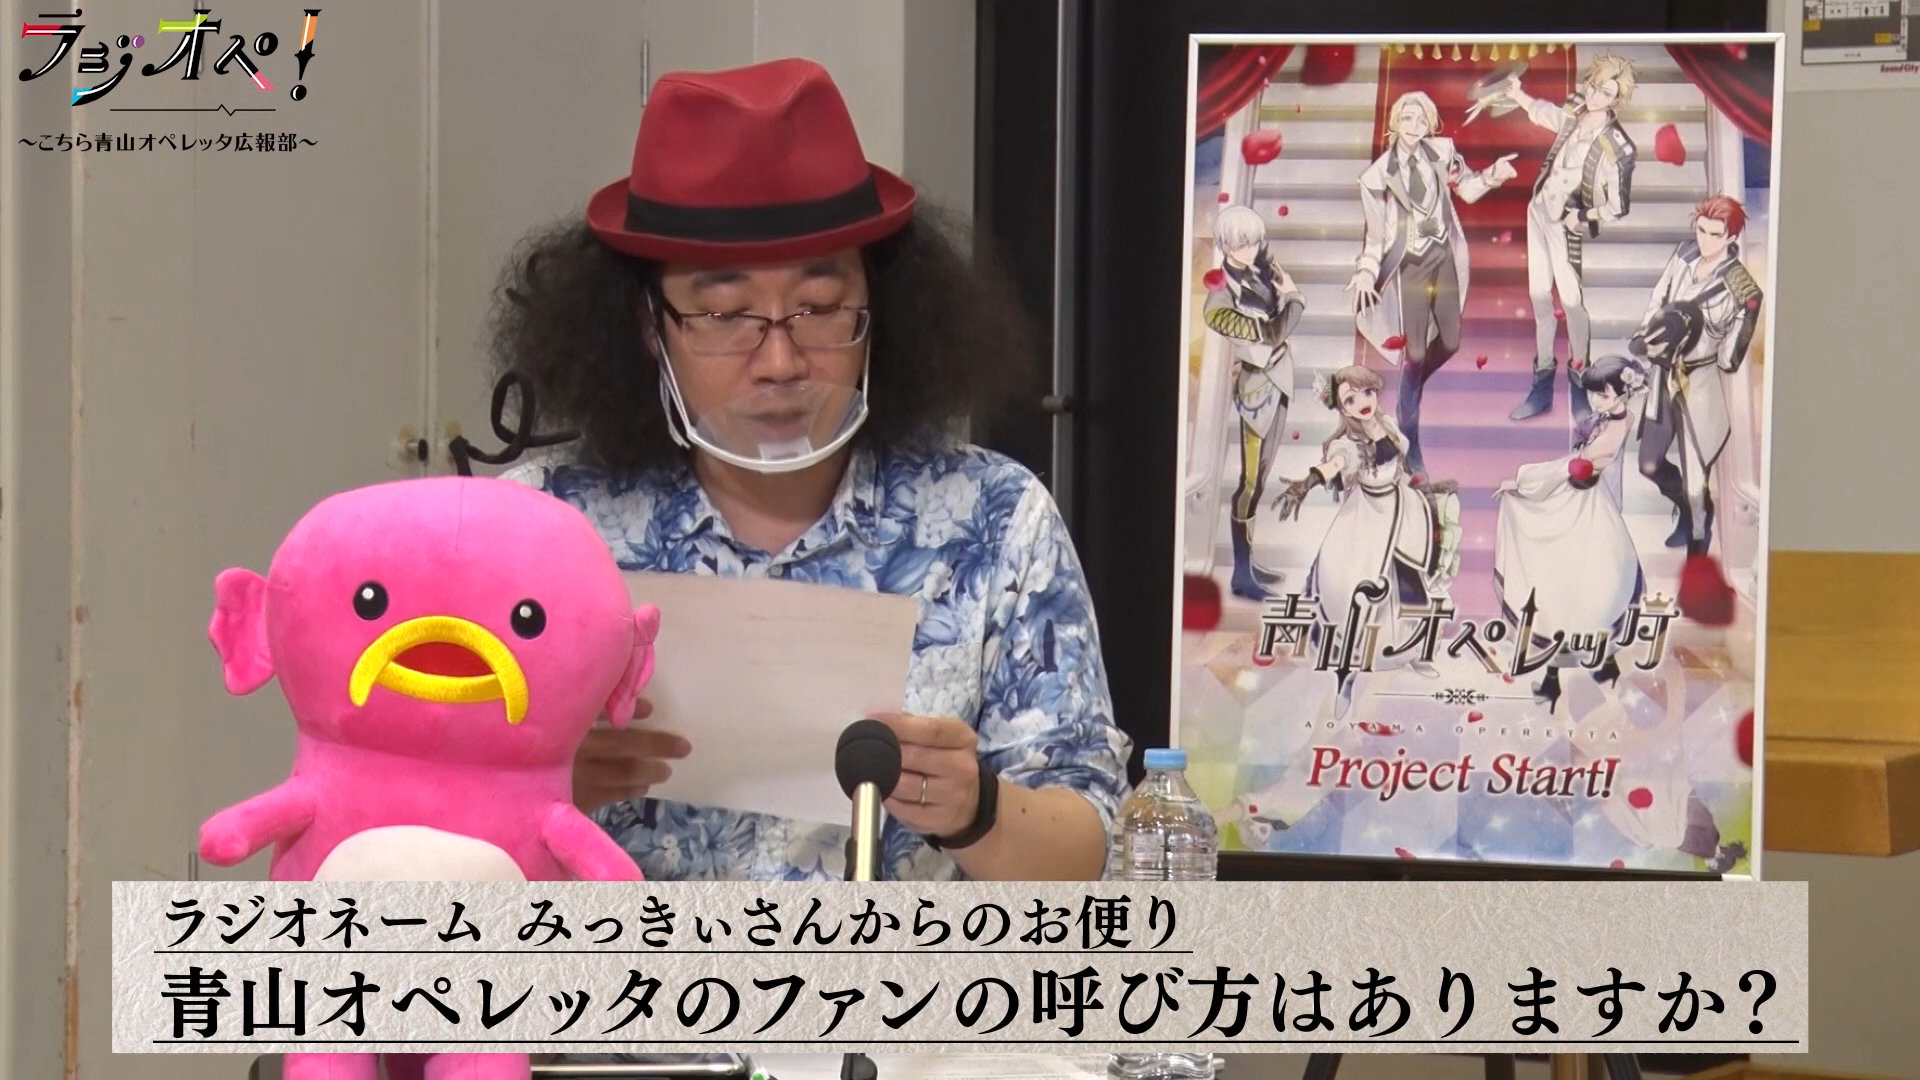 ラジオペ!
～こちら青山オペレッタ広報部～
Sound City
青山オペレッタ
AOYAMA OPERETTA
Project Start!
ラジオネーム みっきぃさんからのお便り
青山オペレッタのファンの呼び方はありますか?